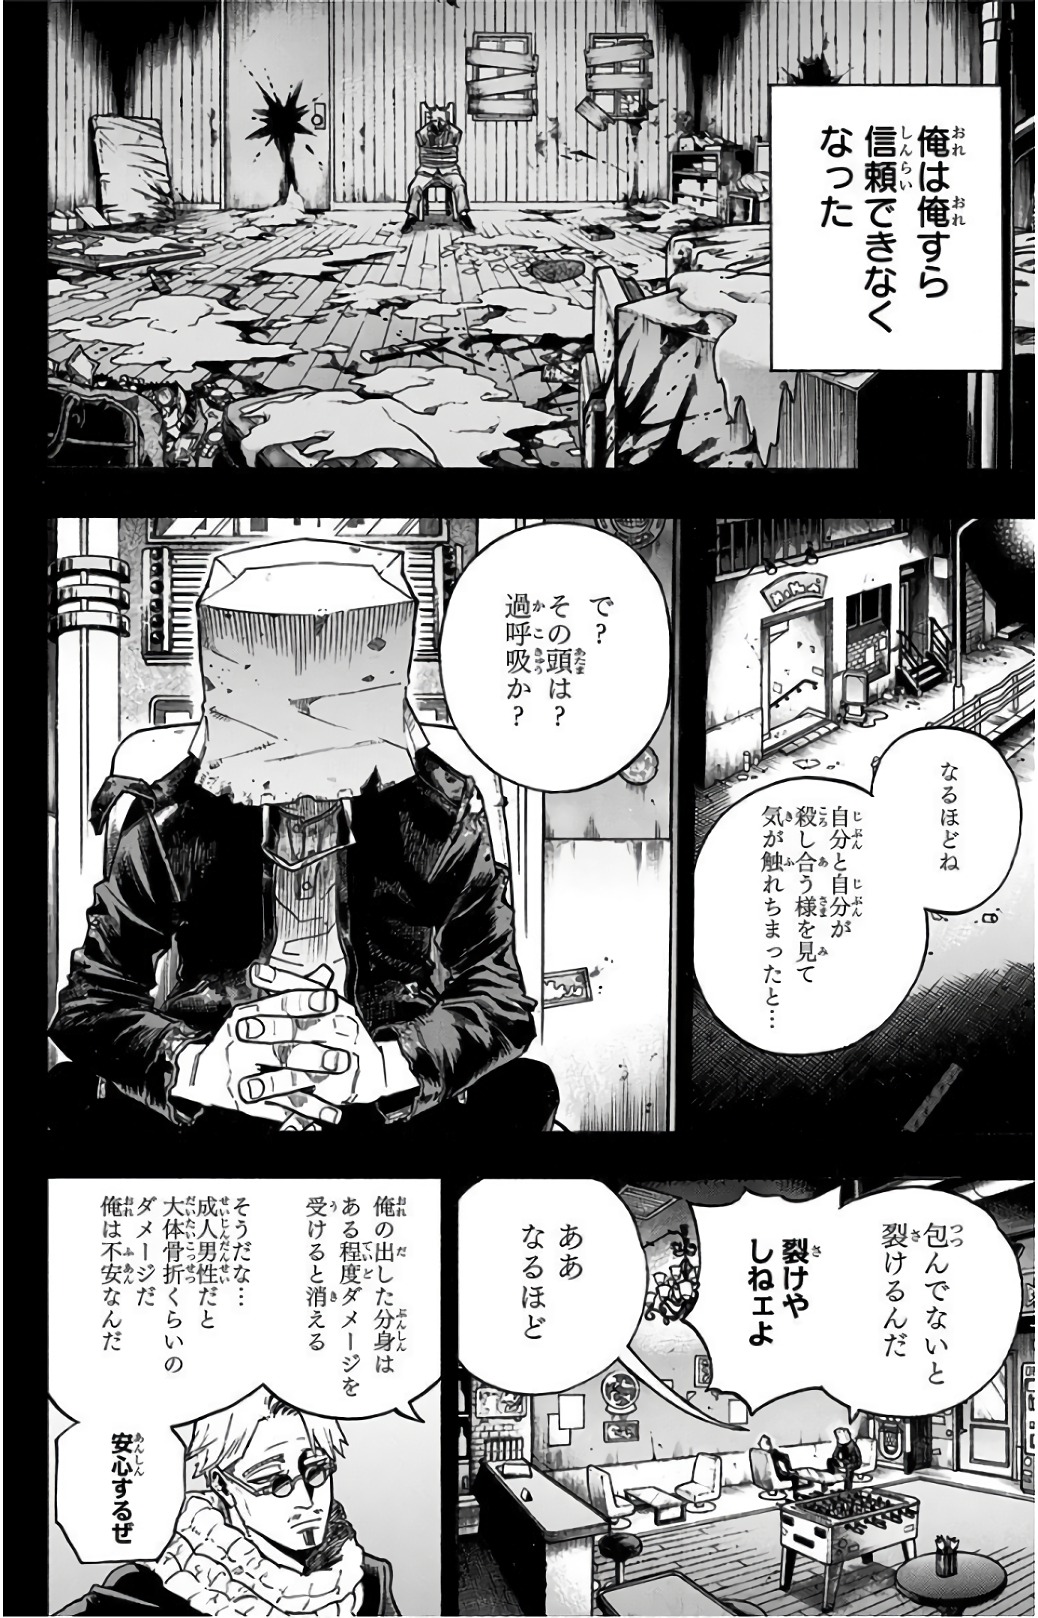 俺は俺すら
信頼できなく
なった
なるほどね
自分と自分が
殺し合う様を見て
気が触れちまったと…
で?
その頭は?
過呼吸か?
包んでないと
裂けるんだ
裂けや
しねェよ
ああ
なるほど
俺の出した分身は
ある程度ダメージを
受けると消える
そうだな…
成人男性だと
大体骨折くらいの
ダメージだ
俺は不安なんだ
安心するぜ